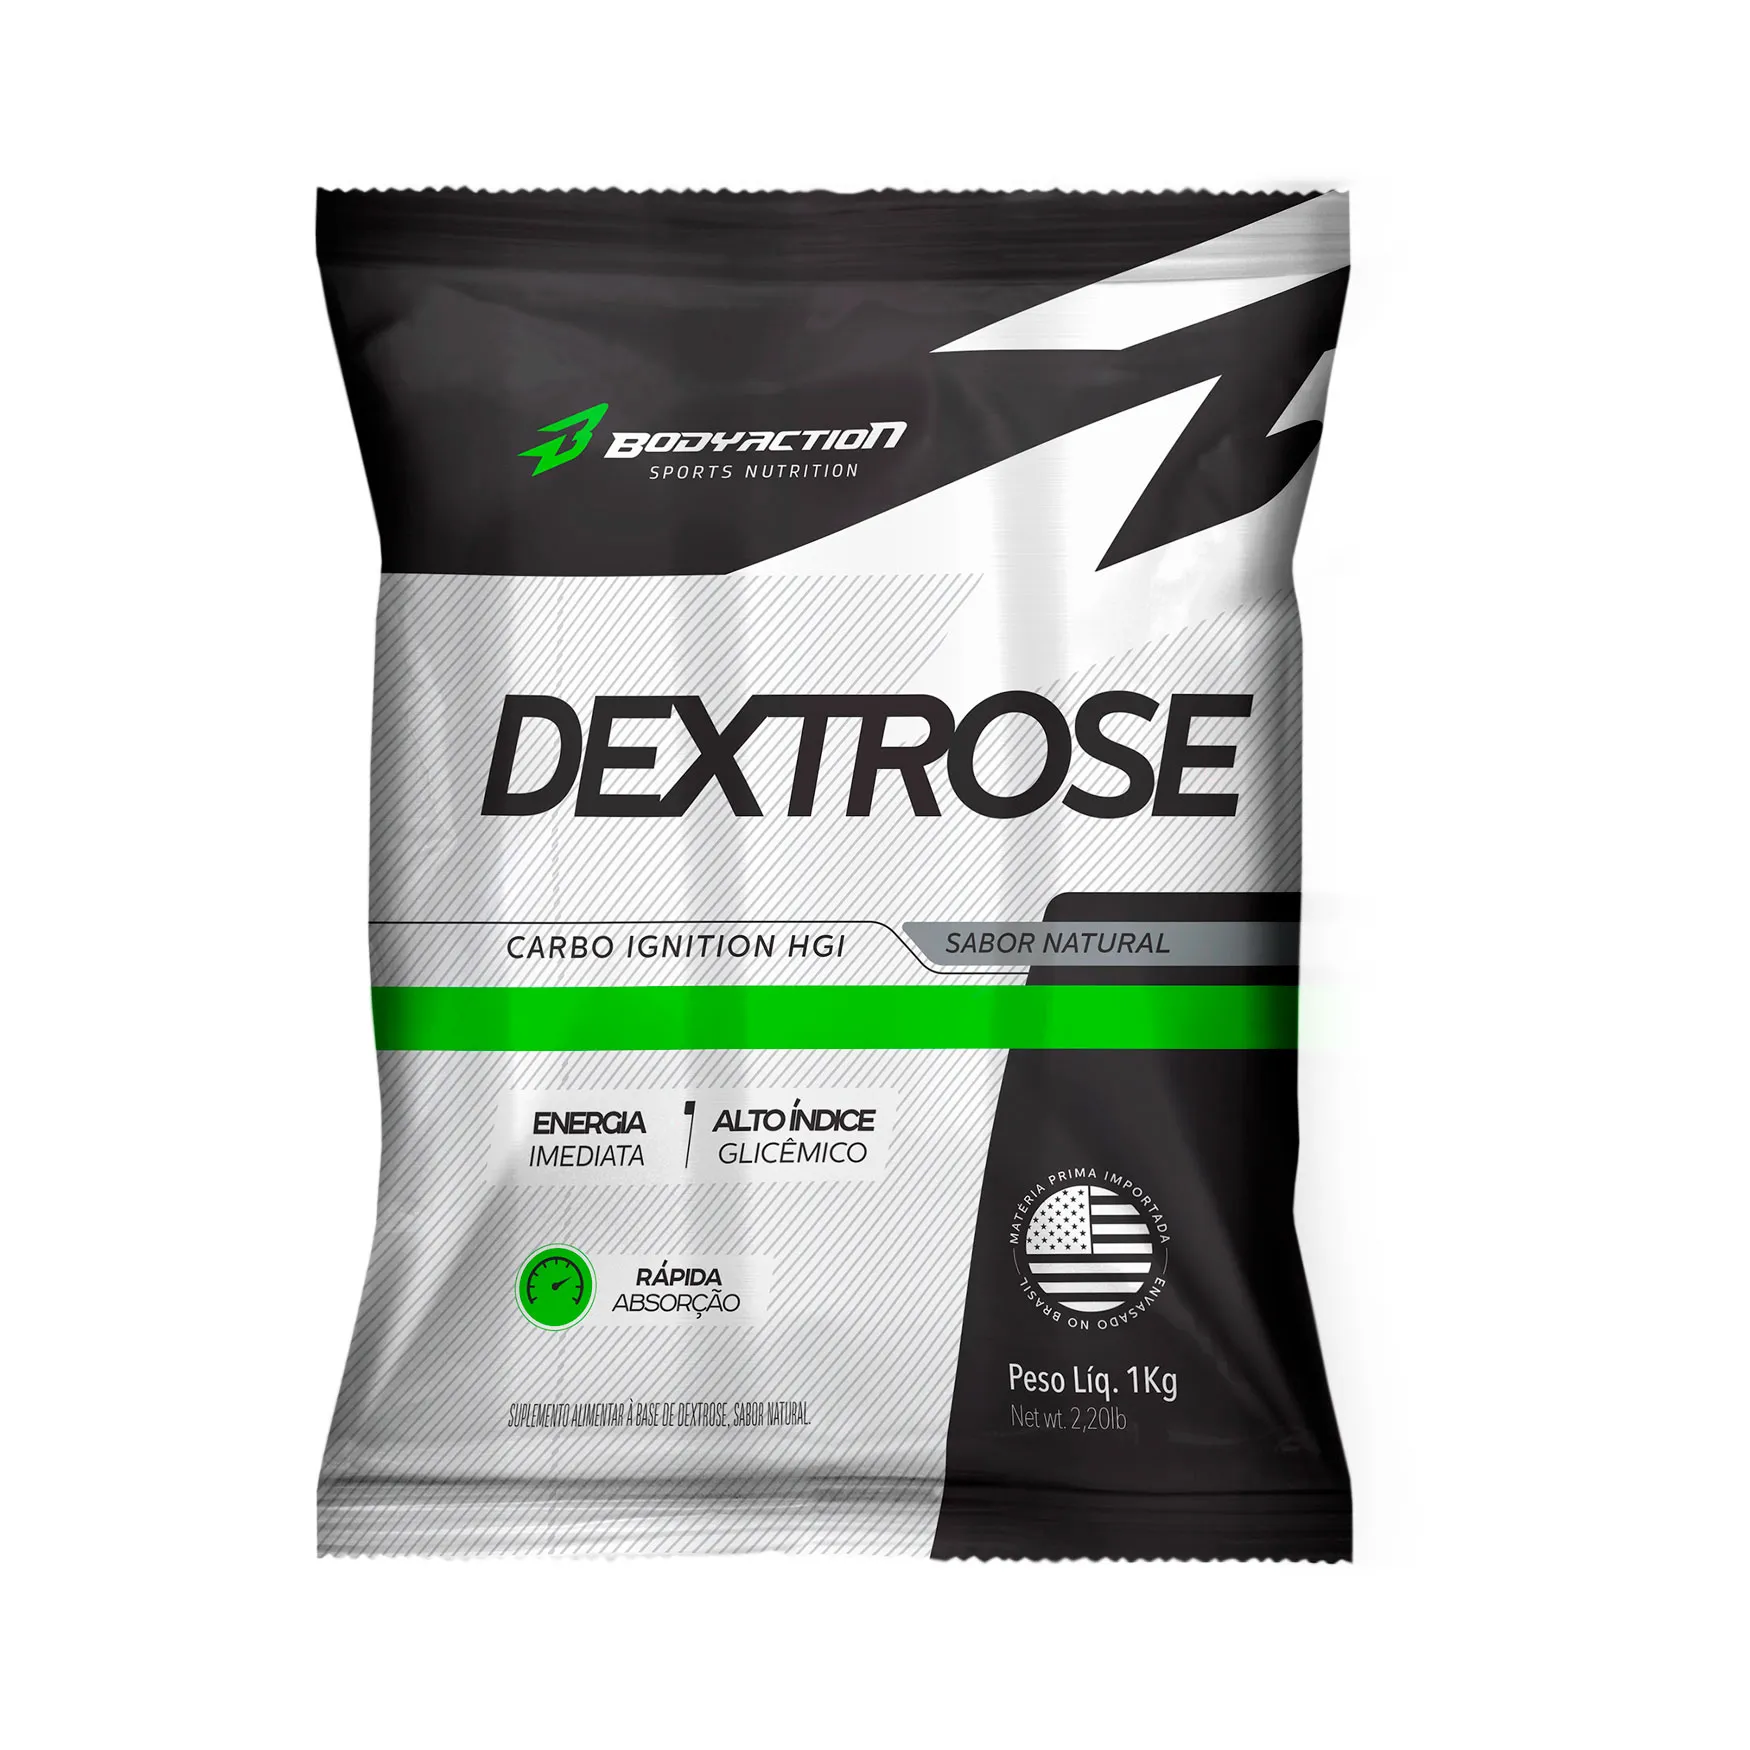 BODYACTION
SPORTS NUTRITION
DEXTROSE
CARBO IGNITION HGI
SABOR NATURAL
ENERGIA
IMEDIATA
ALTO ÍNDICE
GLICÊMICO
RÁPIDA
ABSORÇÃO
MATÉRIA PRIMA IMPORTADA
ENVASADO NO BRASIL
Peso Líq. 1Kg
Net wt. 2,20lb
SUPLEMENTO ALIMENTAR À BASE DE DEXTROSE, SABOR NATURAL.